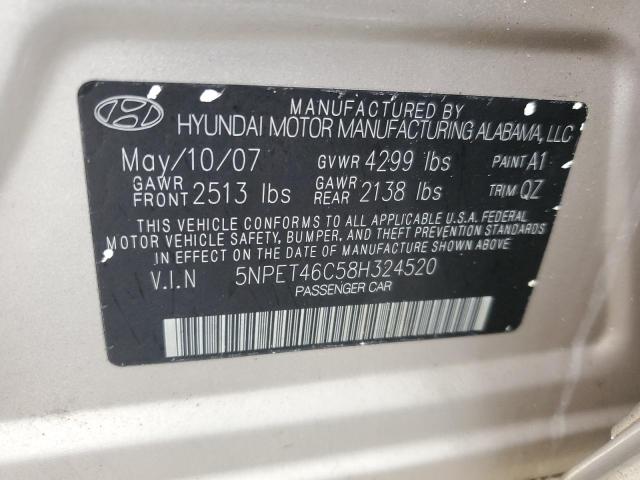 MANUFACTURED BY
HYUNDAI MOTOR MANUFACTURING ALABAMA, LLC
May/10/07 GVWR 4299 lbs PAINT A1
GAWR FRONT 2513 lbs GAWR REAR 2138 lbs TRIM QZ
THIS VEHICLE CONFORMS TO ALL APPLICABLE U.S.A. FEDERAL
MOTOR VEHICLE SAFETY, BUMPER, AND THEFT PREVENTION STANDARDS
IN EFFECT ON THE DATE OF MANUFACTURE SHOWN ABOVE.
V.I.N 5NPET46C58H324520
PASSENGER CAR